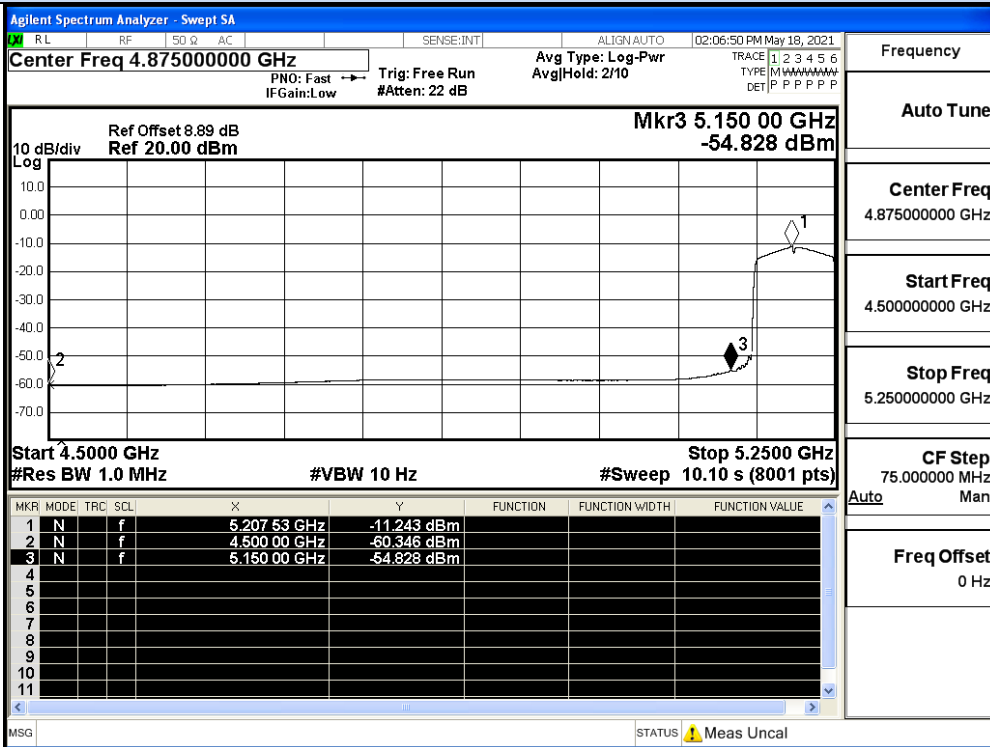 Agilent Spectrum Analyzer - Swept SA
LXI RL RF 50 Ω AC SENSE:INT ALIGN AUTO 02:06:50 PM May 18, 2021
Center Freq 4.875000000 GHz
PNO: Fast
IFGain:Low
Trig: Free Run
#Atten: 22 dB
Avg Type: Log-Pwr
Avg|Hold: 2/10
TRACE 1 2 3 4 5 6
TYPE M W W W W W
DET P P P P P P
Mkr3 5.150 00 GHz
-54.828 dBm
Ref Offset 8.89 dB
10 dB/div Ref 20.00 dBm
Log
10.0
0.00
-10.0
-20.0
-30.0
-40.0
-50.0
-60.0
-70.0
1
2
3
Start 4.5000 GHz Stop 5.2500 GHz
#Res BW 1.0 MHz #VBW 10 Hz #Sweep 10.10 s (8001 pts)
MKR MODE TRC SCL X Y FUNCTION FUNCTION WIDTH FUNCTION VALUE
1 N f 5.207 53 GHz -11.243 dBm
2 N f 4.500 00 GHz -60.346 dBm
3 N f 5.150 00 GHz -54.828 dBm
4
5
6
7
8
9
10
11
MSG STATUS Meas Uncal
Frequency
Auto Tune
Center Freq
4.875000000 GHz
Start Freq
4.500000000 GHz
Stop Freq
5.250000000 GHz
CF Step
75.000000 MHz
Auto Man
Freq Offset
0 Hz